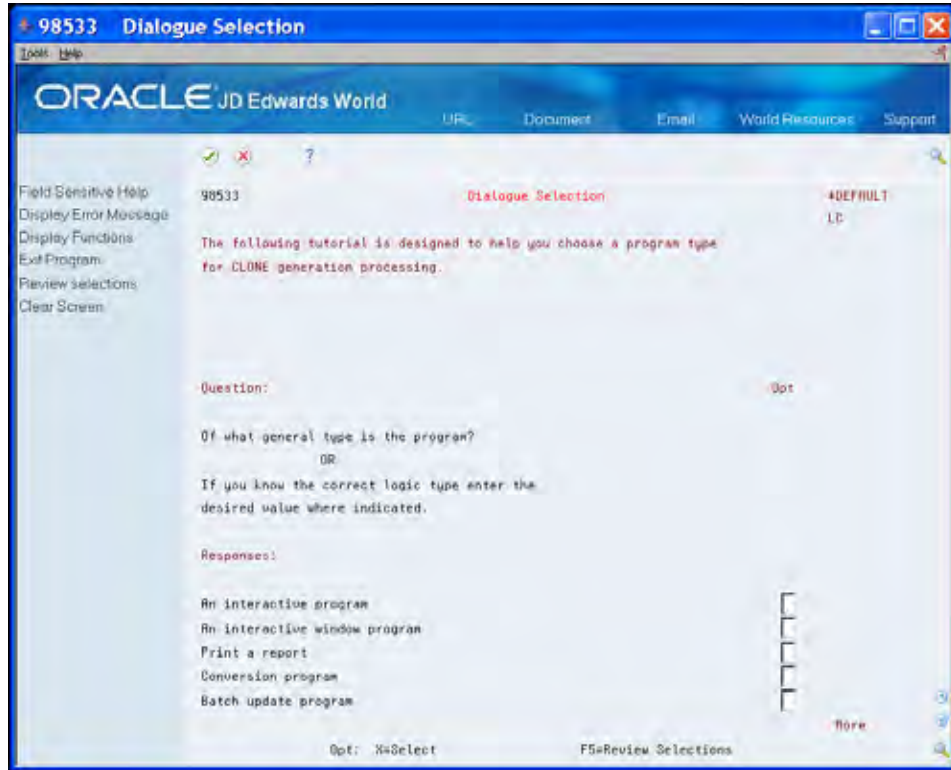 98533 Dialogue Selection
Tools Help
ORACLE JD Edwards World
URL Document Email World Resources Support
?
Field Sensitive Help
Display Error Message
Display Functions
Exit Program
Review selections
Clear Screen
98533 Dialogue Selection *DEFAULT
LC
The following tutorial is designed to help you choose a program type
for CLONE generation processing.
Question: Opt
Of what general type is the program?
OR
If you know the correct logic type enter the
desired value where indicated.
Responses:
An interactive program
An interactive window program
Print a report
Conversion program
Batch update program
More
Opt: X=Select F5=Review Selections